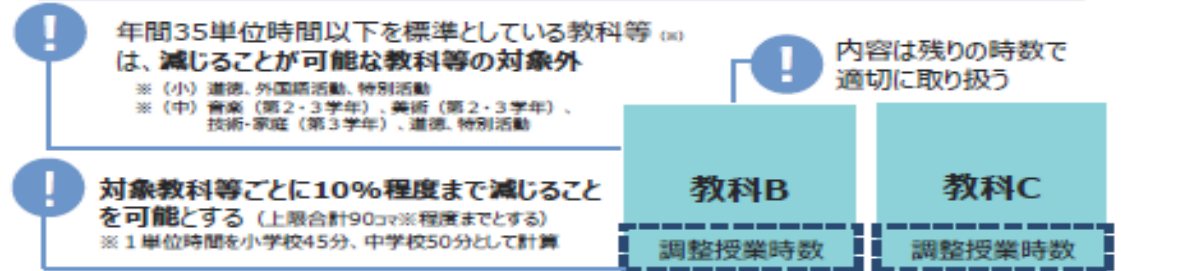 年間35単位時間以下を標準としている教科等(※)
は、減じることが可能な教科等の対象外
※（小）道徳、外国語活動、特別活動
※（中）音楽（第2・3学年）、美術（第2・3学年）、
技術・家庭（第3学年）、道徳、特別活動
内容は残りの時数で
適切に取り扱う
対象教科等ごとに10%程度まで減じること
を可能とする（上限合計90コマ※程度までとする）
※１単位時間を小学校45分、中学校50分として計算
教科B
教科C
調整授業時数
調整授業時数